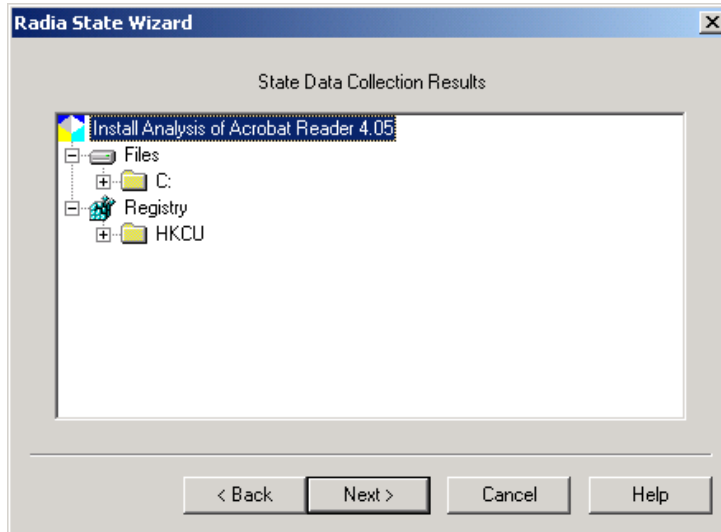 Radia State Wizard
State Data Collection Results
Install Analysis of Acrobat Reader 4.05
Files
C:
Registry
HKCU
< Back Next > Cancel Help